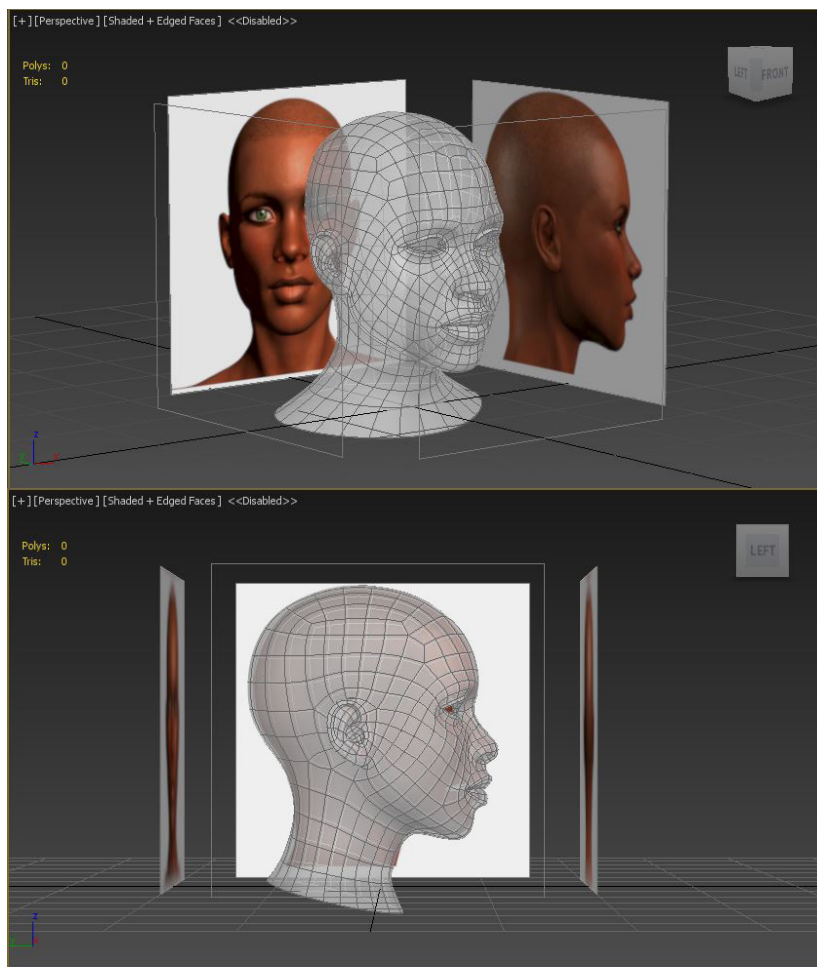 [+] [Perspective] [Shaded + Edged Faces] <<Disabled>>
Polys: 0
Tris: 0
LEFT FRONT
z
y x
[+] [Perspective] [Shaded + Edged Faces] <<Disabled>>
Polys: 0
Tris: 0
LEFT
z